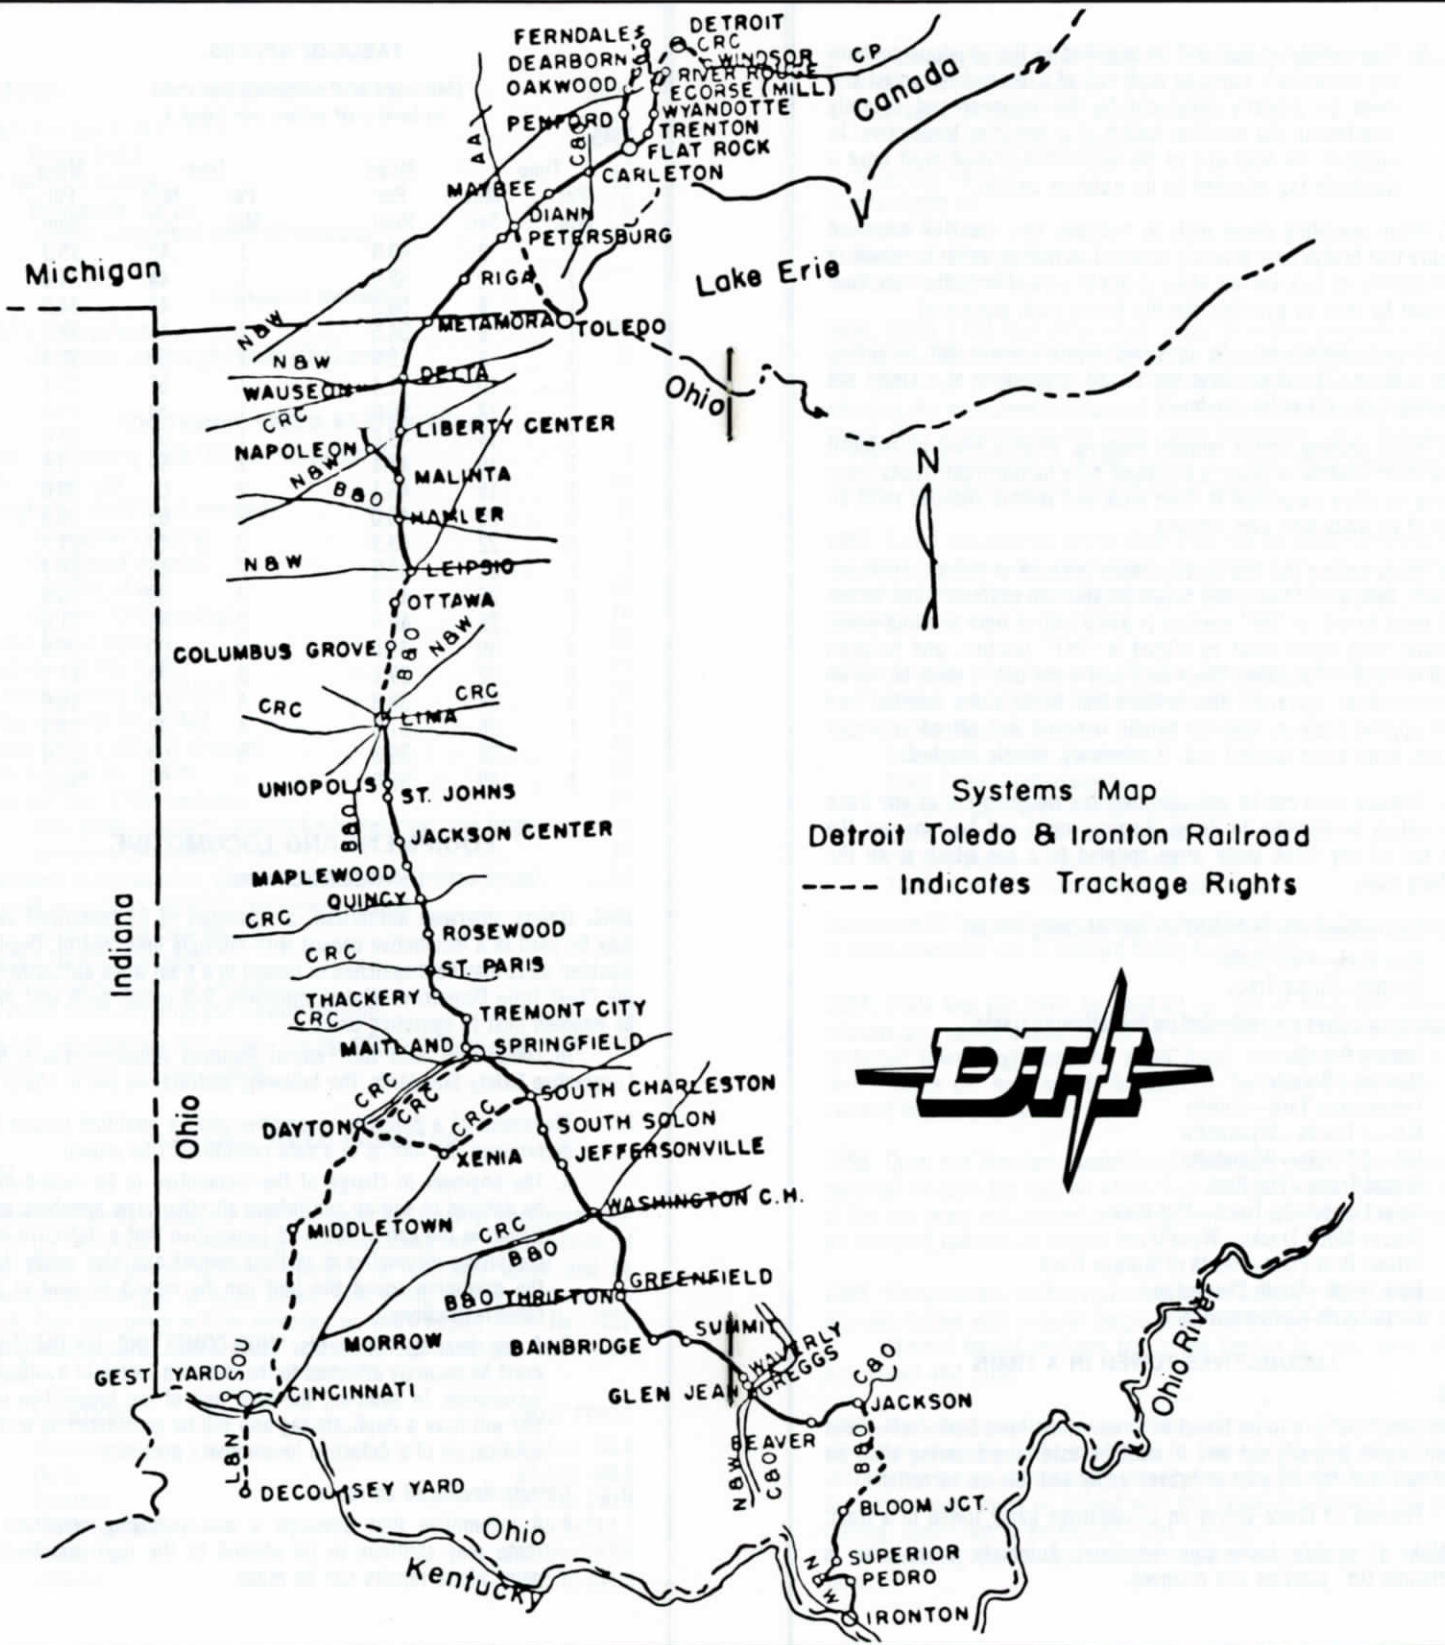 DETROIT
FERNDALE
CRC
DEARBORN
WINDSOR
CP
OAKWOOD
RIVER ROUGE
ECORSE (MILL)
Canada
WYANDOTTE
PENFORD
TRENTON
FLAT ROCK
AA
C&O
CARLETON
MAYBEE
DIANN
PETERSBURG
Michigan
RIGA
Lake Erie
METAMORA
TOLEDO
N&W
N&W
DELTA
WAUSEON
Ohio
CRC
LIBERTY CENTER
NAPOLEON
N&W
MALINTA
B&O
HAMLER
N
N&W
LEIPSIC
OTTAWA
COLUMBUS GROVE
B&O
N&W
CRC
CRC
LIMA
UNIOPOLIS
ST. JOHNS
Systems Map
B&O
JACKSON CENTER
Detroit Toledo & Ironton Railroad
MAPLEWOOD
---- Indicates Trackage Rights
QUINCY
CRC
ROSEWOOD
Indiana
CRC
ST. PARIS
THACKERY
TREMONT CITY
CRC
MAITLAND
SPRINGFIELD
DT&I
CRC
CRC
SOUTH CHARLESTON
Ohio
DAYTON
CRC
SOUTH SOLON
XENIA
JEFFERSONVILLE
WASHINGTON C.H.
MIDDLETOWN
CRC
B&O
GREENFIELD
B&O
THRIFTON
SUMMIT
MORROW
BAINBRIDGE
WAVERLY
GREGGS
C&O
Ohio River
GEST YARD
SOU
CINCINNATI
GLEN JEAN
JACKSON
BEAVER
B&O
L&N
N&W
C&O
DECOURSEY YARD
BLOOM JCT.
Ohio
Kentucky
SUPERIOR
N&W
PEDRO
IRONTON